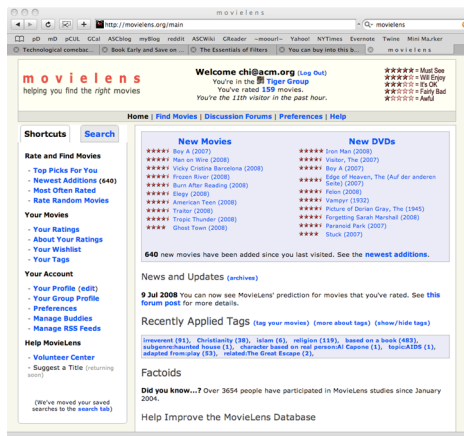 movielens
http://movielens.org/main
Q- movielens
pD mD pCUL GCal ASCblog myBlog reddit ASCWiki GReader ~moourl~ Yahoo! NYTimes Evernote Twine Mini Marker
Technological comebac... Book Early and Save on ... The Essentials of Filters You can buy into this b... movielens
movielens
helping you find the right movies
Welcome chi@acm.org (Log Out)
You're in the Tiger Group
You've rated 159 movies.
You're the 11th visitor in the past hour.
★★★★★ = Must See
★★★★☆ = Will Enjoy
★★★☆☆ = It's OK
★★☆☆☆ = Fairly Bad
★☆☆☆☆ = Awful
Home | Find Movies | Discussion Forums | Preferences | Help
Shortcuts Search
Rate and Find Movies
- Top Picks For You
- Newest Additions (640)
- Most Often Rated
- Rate Random Movies
Your Movies
- Your Ratings
- About Your Ratings
- Your Wishlist
- Your Tags
Your Account
- Your Profile (edit)
- Your Group Profile
- Preferences
- Manage Buddies
- Manage RSS Feeds
Help MovieLens
- Volunteer Center
- Suggest a Title (returning
soon)
(We've moved your saved
searches to the search tab)
New Movies
Boy A (2007)
Man on Wire (2008)
Vicky Cristina Barcelona (2008)
Frozen River (2008)
Burn After Reading (2008)
Elegy (2008)
American Teen (2008)
Traitor (2008)
Tropic Thunder (2008)
Ghost Town (2008)
New DVDs
Iron Man (2008)
Visitor, The (2007)
Boy A (2007)
Edge of Heaven, The (Auf der anderen
Seite) (2007)
Felon (2008)
Vampyr (1932)
Picture of Dorian Gray, The (1945)
Forgetting Sarah Marshall (2008)
Paranoid Park (2007)
Stuck (2007)
640 new movies have been added since you last visited. See the newest additions.
News and Updates (archives)
9 Jul 2008 You can now see MovieLens' prediction for movies that you've rated. See this
forum post for more details.
Recently Applied Tags (tag your movies) (more about tags) (show/hide tags)
irreverent (91), Christianity (38), islam (6), religion (119), based on a book (483),
subgenre:haunted house (1), character based on real person:Al Capone (1), topic:AIDS (1),
adapted from:play (53), related:The Great Escape (2),
Factoids
Did you know...? Over 3654 people have participated in MovieLens studies since January
2004.
Help Improve the MovieLens Database